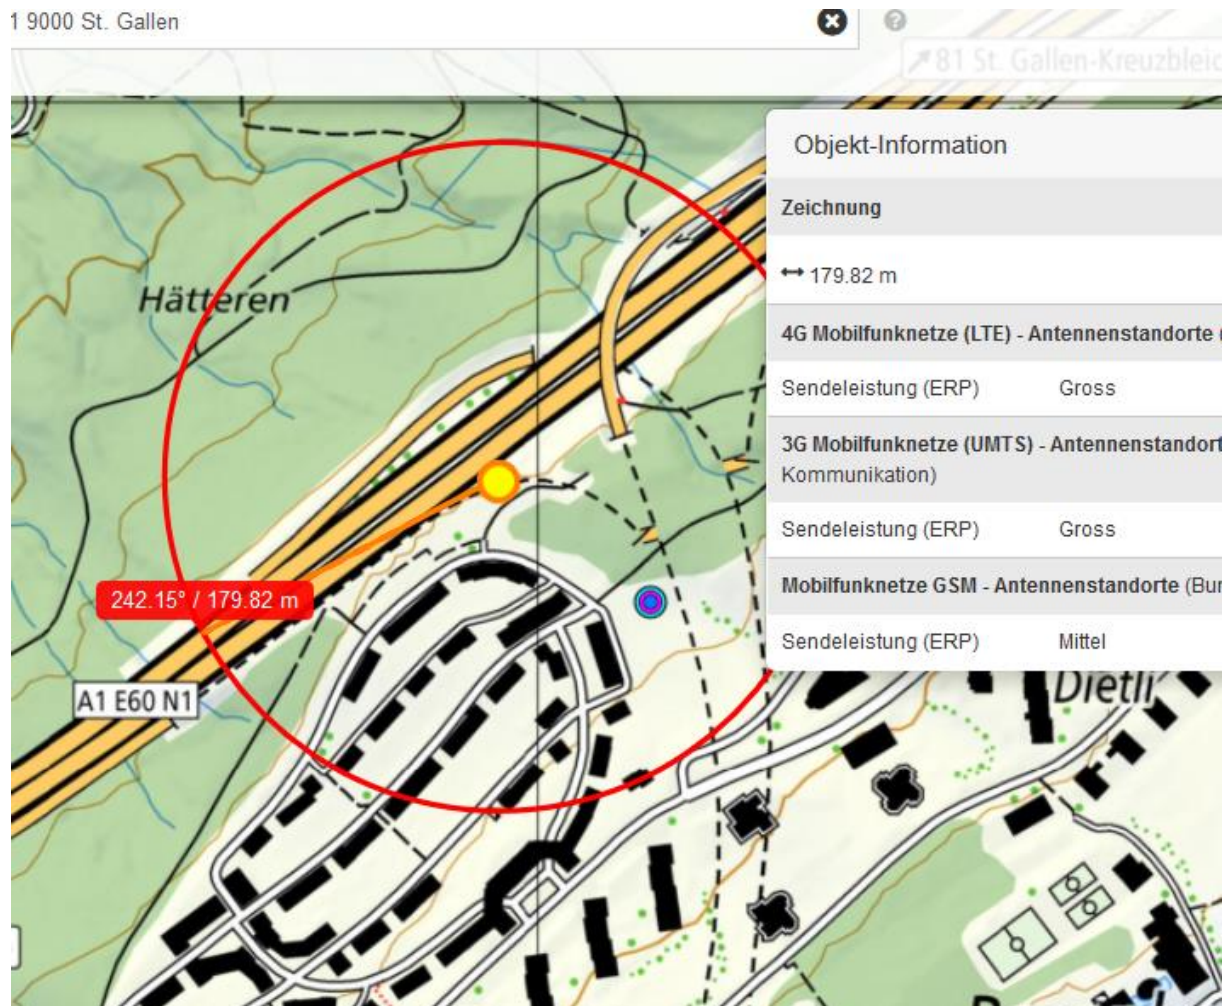 1 9000 St. Gallen
81 St. Gallen-Kreuzbleic
Objekt-Information
Zeichnung
179.82 m
4G Mobilfunknetze (LTE) - Antennenstandorte (
Sendeleistung (ERP) Gross
3G Mobilfunknetze (UMTS) - Antennenstandort
Kommunikation)
Sendeleistung (ERP) Gross
Mobilfunknetze GSM - Antennenstandorte (Bur
Sendeleistung (ERP) Mittel
Hätteren
242.15° / 179.82 m
A1 E60 N1
Dietli